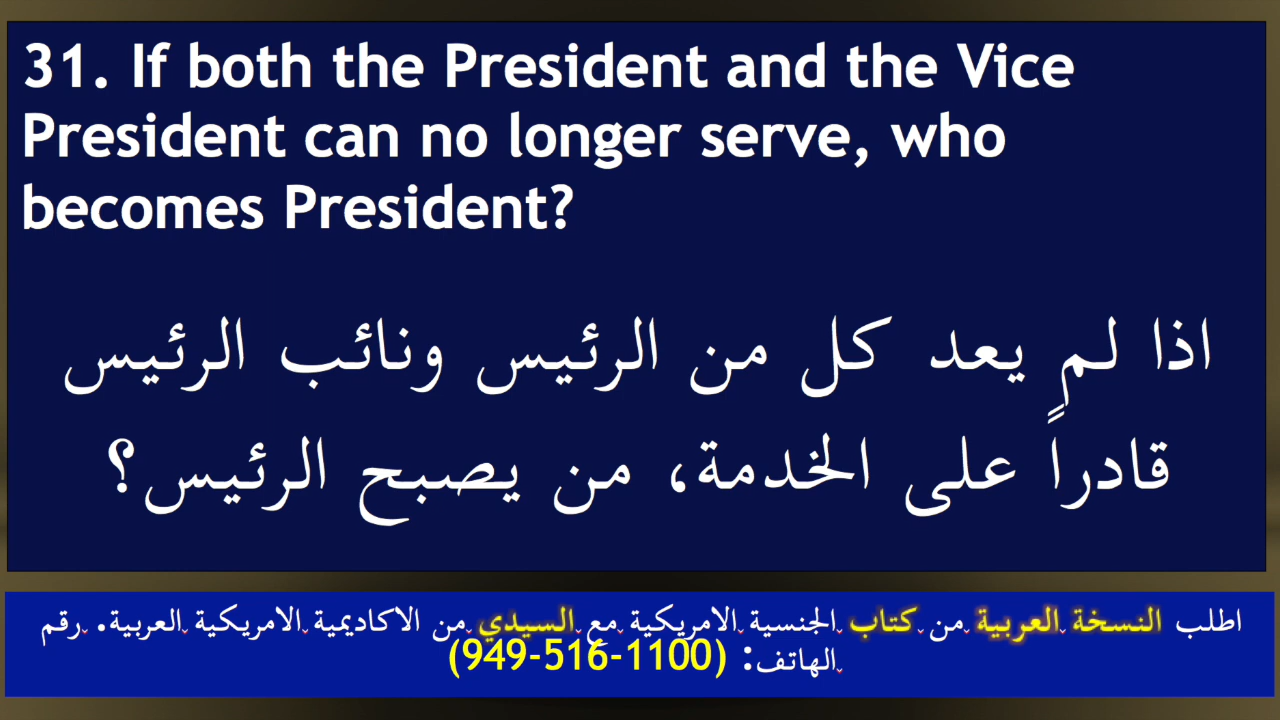 31. If both the President and the Vice
President can no longer serve, who
becomes President?
اذا لم يعد كل من الرئيس ونائب الرئيس
قادراً على الخدمة، من يصبح الرئيس؟
اطلب النسخة العربية من كتاب الجنسية الامريكية مع السيدي من الاكاديمية الامريكية العربية. رقم
الهاتف: (949-516-1100)